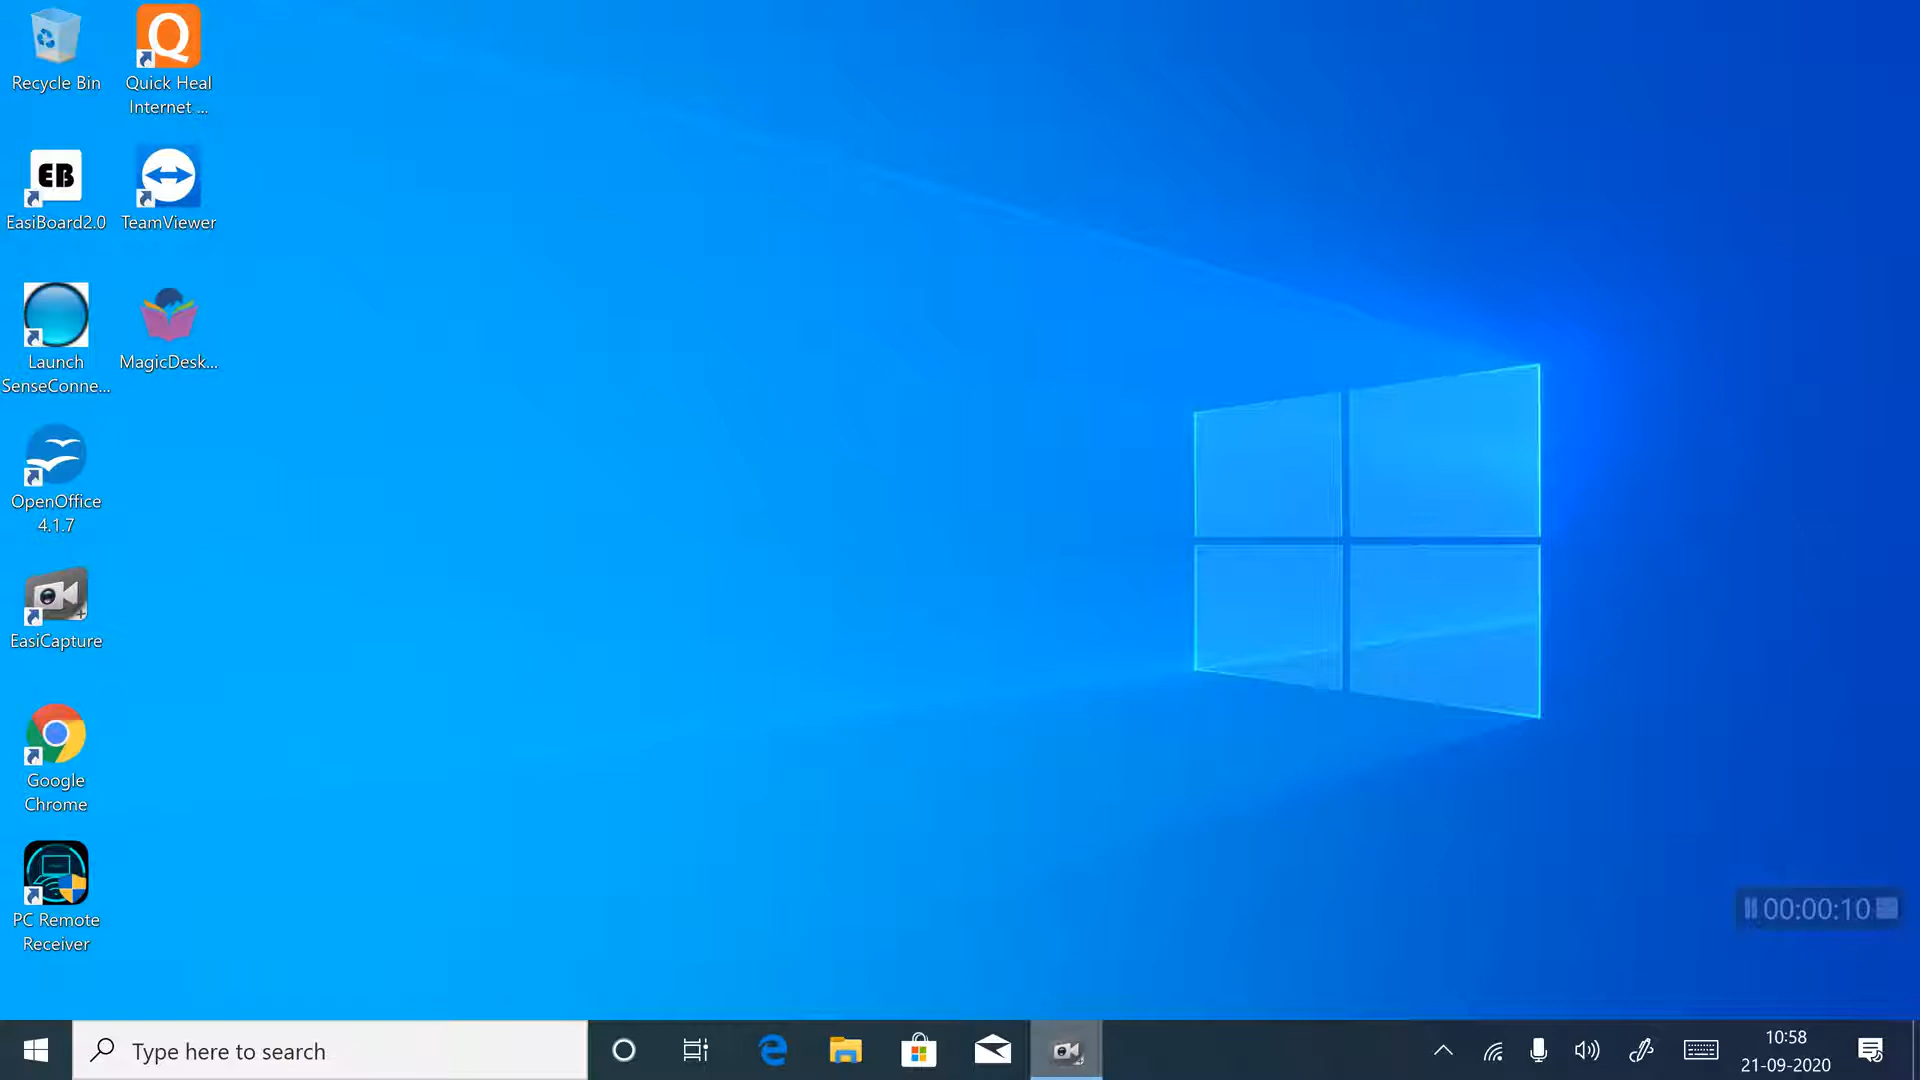 Recycle Bin
Quick Heal
Internet ...
EB
EasiBoard2.0
TeamViewer
Launch
SenseConne...
MagicDesk...
OpenOffice
4.1.7
EasiCapture
Google
Chrome
PC Remote
Receiver
00:00:10
Type here to search
10:58
21-09-2020